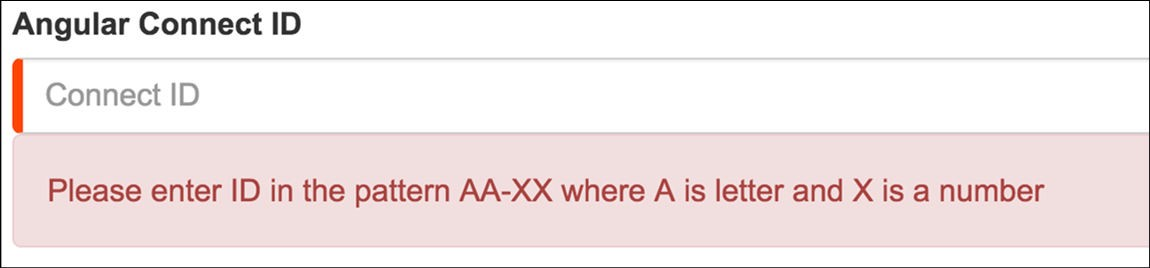 Angular Connect ID
Connect ID
Please enter ID in the pattern AA-XX where A is letter and X is a number